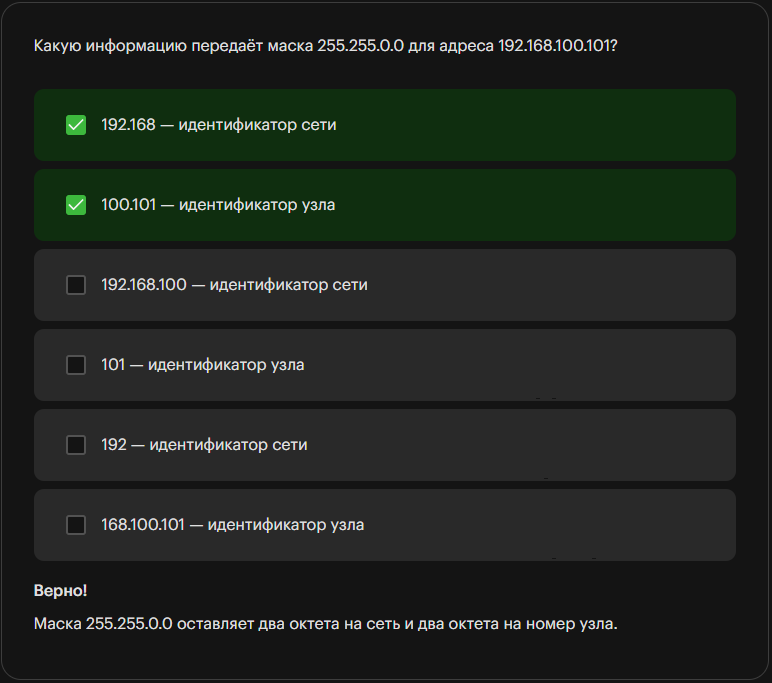 Какую информацию передаёт маска 255.255.0.0 для адреса 192.168.100.101?
192.168 — идентификатор сети
100.101 — идентификатор узла
192.168.100 — идентификатор сети
101 — идентификатор узла
192 — идентификатор сети
168.100.101 — идентификатор узла
Верно!
Маска 255.255.0.0 оставляет два октета на сеть и два октета на номер узла.